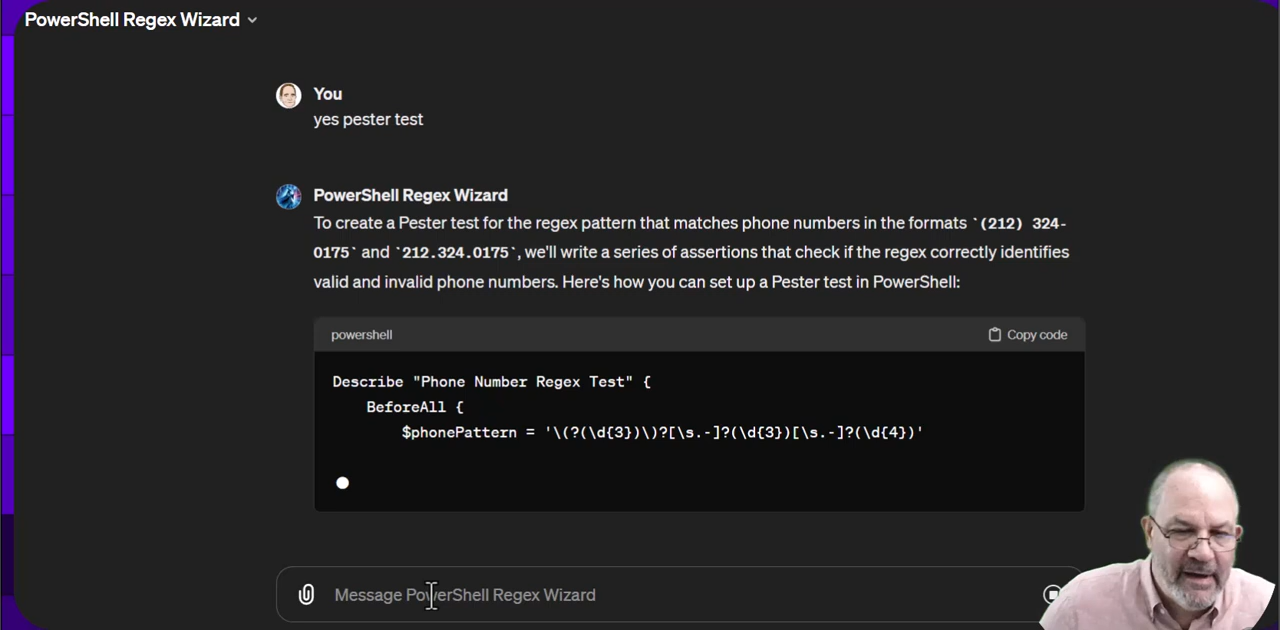 PowerShell Regex Wizard
You
yes pester test
PowerShell Regex Wizard
To create a Pester test for the regex pattern that matches phone numbers in the formats `(212) 324-
0175` and `212.324.0175`, we'll write a series of assertions that check if the regex correctly identifies
valid and invalid phone numbers. Here's how you can set up a Pester test in PowerShell:
powershell
Copy code
Describe "Phone Number Regex Test" {
BeforeAll {
$phonePattern = '\(?(\d{3})\)?[\s.-]?(\d{3})[\s.-]?(\d{4})'
Message PowerShell Regex Wizard